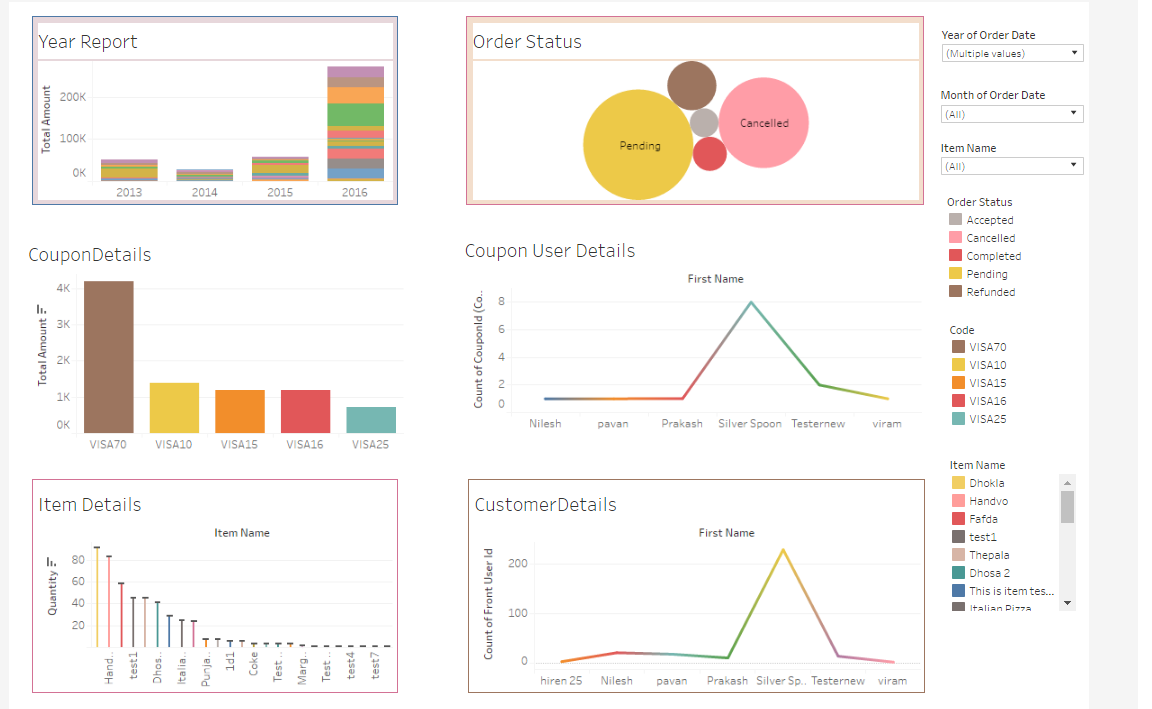 Year Report
Total Amount
200K
100K
0K
2013 2014 2015 2016
Order Status
Pending
Cancelled
Year of Order Date
(Multiple values)
Month of Order Date
(All)
Item Name
(All)
Order Status
Accepted
Cancelled
Completed
Pending
Refunded
CouponDetails
Total Amount
4K
3K
2K
1K
0K
VISA70 VISA10 VISA15 VISA16 VISA25
Coupon User Details
First Name
Count of CouponId (Co..
8
6
4
2
0
Nilesh pavan Prakash Silver Spoon Testernew viram
Code
VISA70
VISA10
VISA15
VISA16
VISA25
Item Details
Item Name
Quantity
80
60
40
20
Hand..
test1
Dhos..
Italia..
Punja..
1d1
Coke
Test ..
Marg..
Test ..
test4
test7
CustomerDetails
First Name
Count of Front User Id
200
100
0
hiren 25 Nilesh pavan Prakash Silver Sp.. Testernew viram
Item Name
Dhokla
Handvo
Fafda
test1
Thepala
Dhosa 2
This is item tes...
Italian Pizza